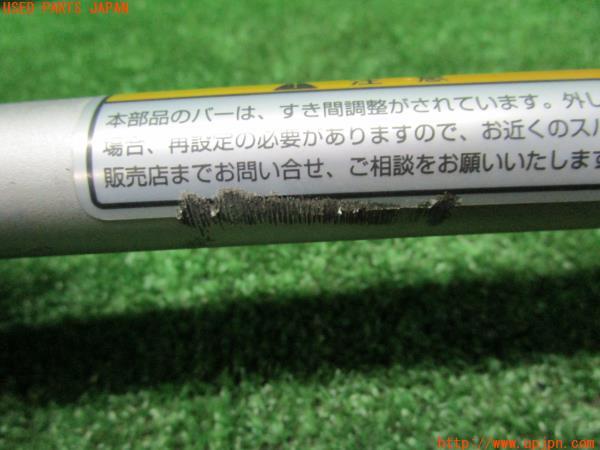 USED PARTS JAPAN
注意
本部品のバーは、すき間調整がされています。外し
場合、再設定の必要がありますので、お近くのスバ
販売店までお問い合せ、ご相談をお願いいたします
http://www.upjpn.com